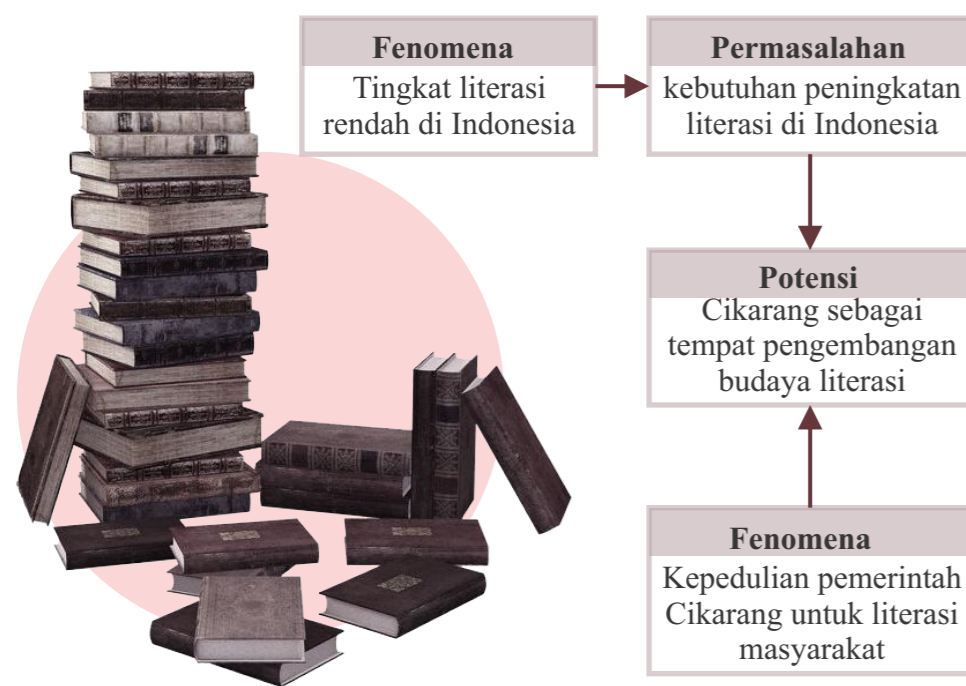 Fenomena
Tingkat literasi
rendah di Indonesia
Permasalahan
kebutuhan peningkatan
literasi di Indonesia
Potensi
Cikarang sebagai
tempat pengembangan
budaya literasi
Fenomena
Kepedulian pemerintah
Cikarang untuk literasi
masyarakat